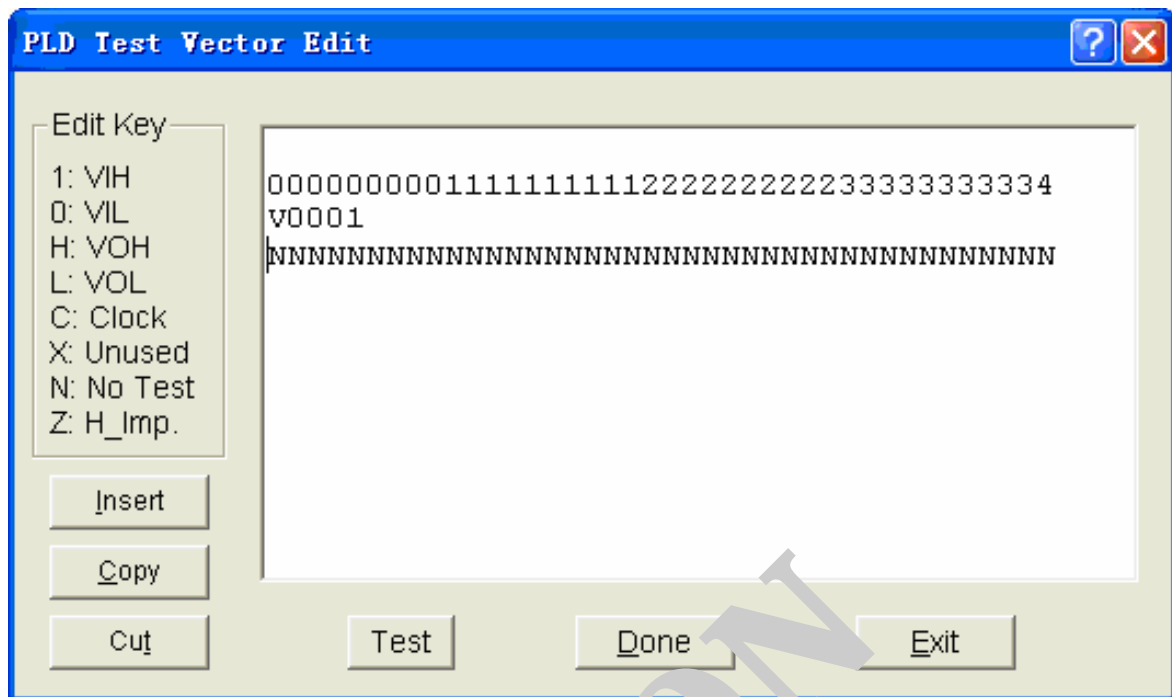 PLD Test Vector Edit
Edit Key
1: VIH
0: VIL
H: VOH
L: VOL
C: Clock
X: Unused
N: No Test
Z: H_Imp.
0000000001111111111222222222233333333334
V0001
NNNNNNNNNNNNNNNNNNNNNNNNNNNNNNNNNNNNNNNN
Insert
Copy
Cut
Test
Done
Exit